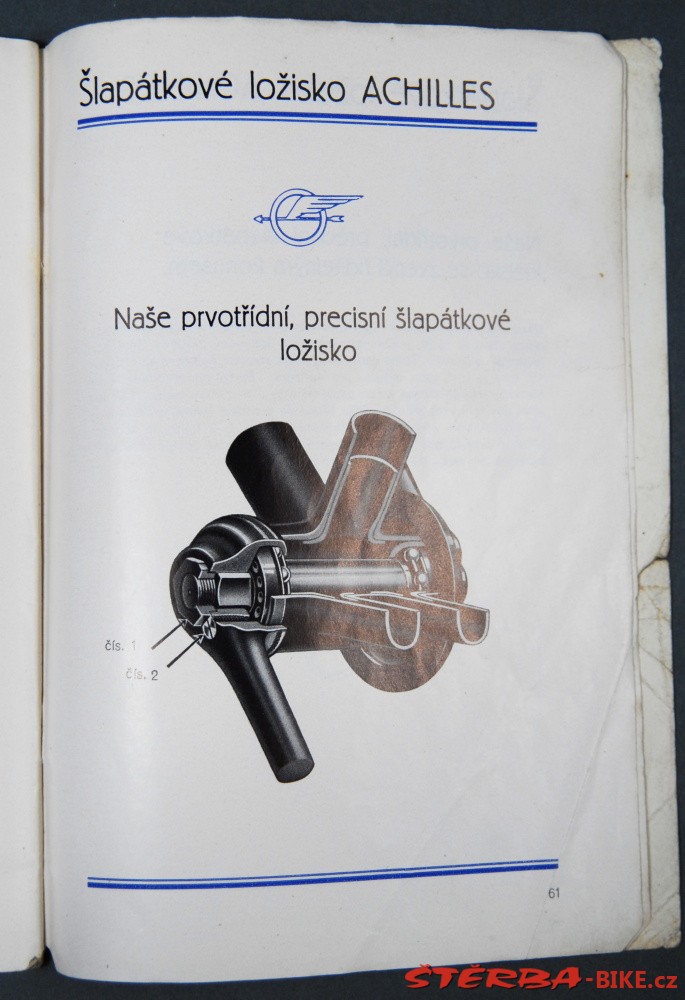 Šlapátkové ložisko ACHILLES
Naše prvotřídní, precisní šlapátkové
ložisko
čís. 1
čís. 2
61
ŠTĚRBA-BIKE.cz